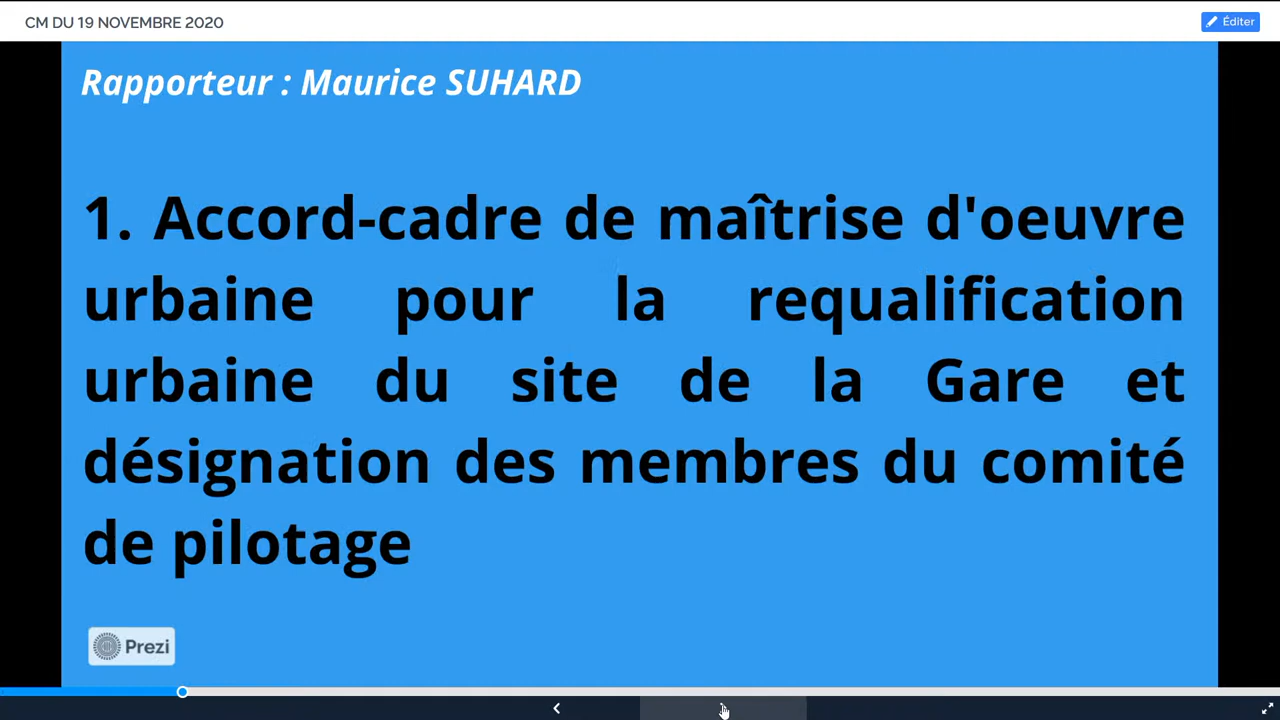 CM DU 19 NOVEMBRE 2020
Éditer
Rapporteur : Maurice SUHARD
1. Accord-cadre de maîtrise d'oeuvre
urbaine pour la requalification
urbaine du site de la Gare et
désignation des membres du comité
de pilotage
Prezi